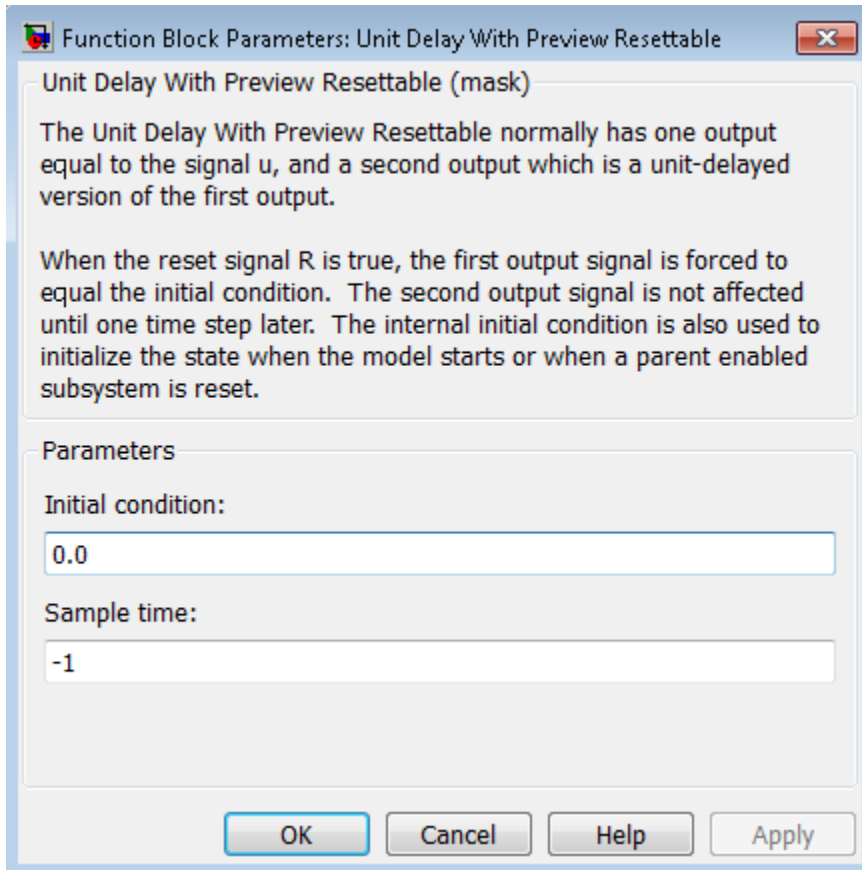 Function Block Parameters: Unit Delay With Preview Resettable
Unit Delay With Preview Resettable (mask)
The Unit Delay With Preview Resettable normally has one output
equal to the signal u, and a second output which is a unit-delayed
version of the first output.
When the reset signal R is true, the first output signal is forced to
equal the initial condition.  The second output signal is not affected
until one time step later.  The internal initial condition is also used to
initialize the state when the model starts or when a parent enabled
subsystem is reset.
Parameters
Initial condition:
0.0
Sample time:
-1
OK Cancel Help Apply